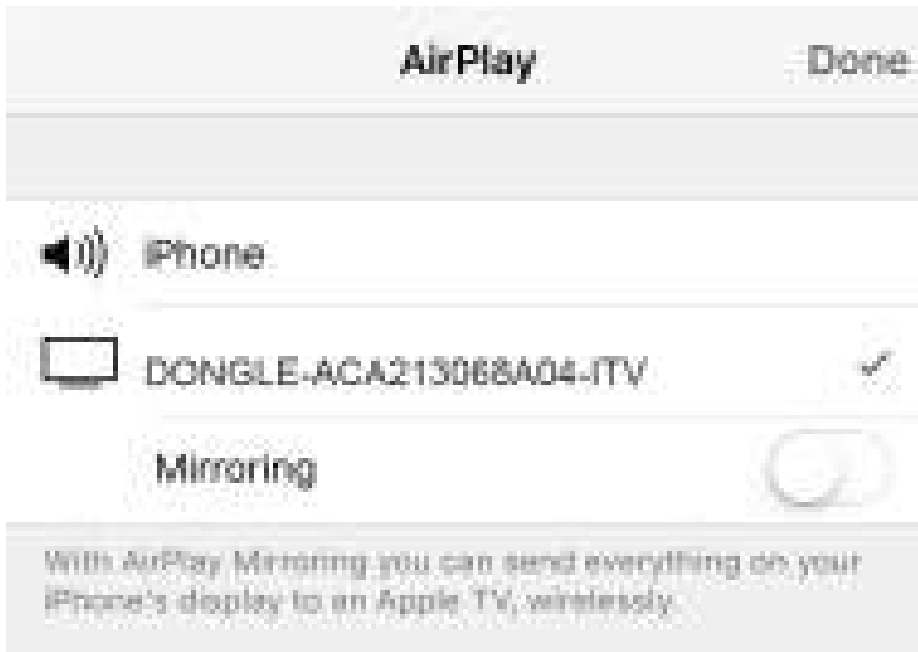 AirPlay Done
iPhone
DONGLE-ACA213068A04-iTV
Mirroring
With AirPlay Mirroring you can send everything on your
iPhone's display to an Apple TV, wirelessly.